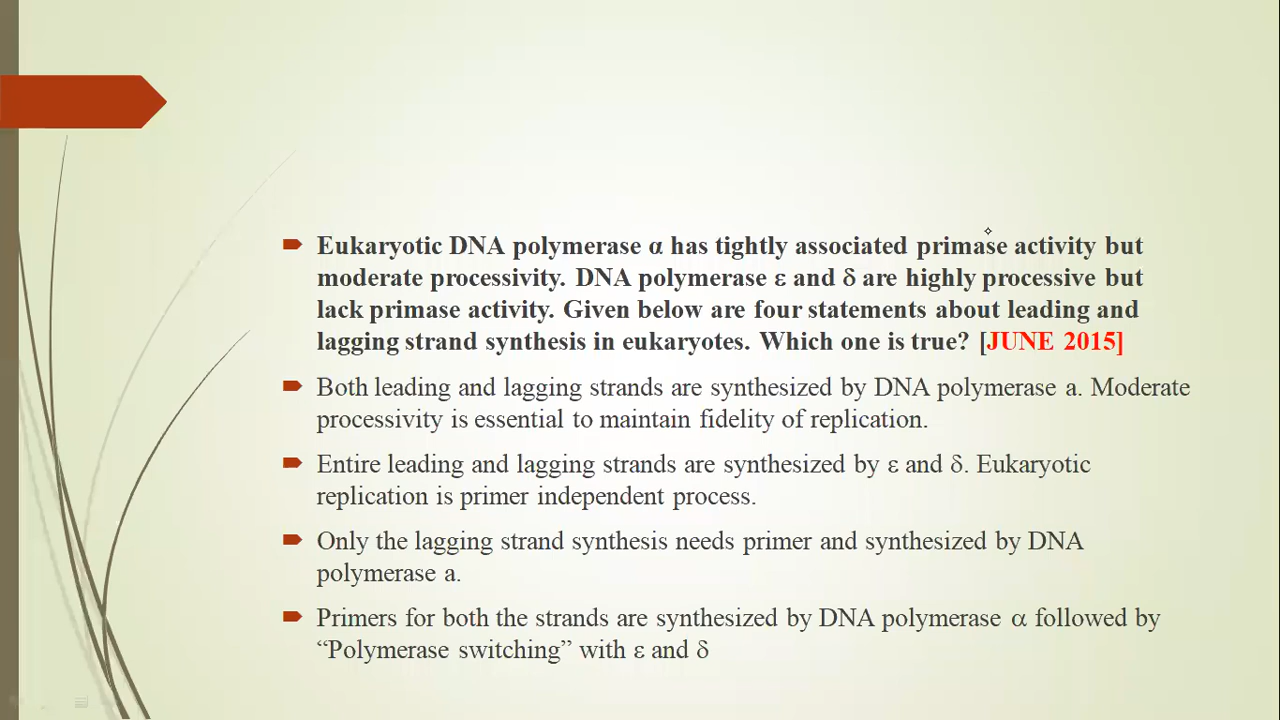 Eukaryotic DNA polymerase α has tightly associated primase activity but
moderate processivity. DNA polymerase ε and δ are highly processive but
lack primase activity. Given below are four statements about leading and
lagging strand synthesis in eukaryotes. Which one is true? [JUNE 2015]
Both leading and lagging strands are synthesized by DNA polymerase a. Moderate
processivity is essential to maintain fidelity of replication.
Entire leading and lagging strands are synthesized by ε and δ. Eukaryotic
replication is primer independent process.
Only the lagging strand synthesis needs primer and synthesized by DNA
polymerase a.
Primers for both the strands are synthesized by DNA polymerase α followed by
“Polymerase switching” with ε and δ